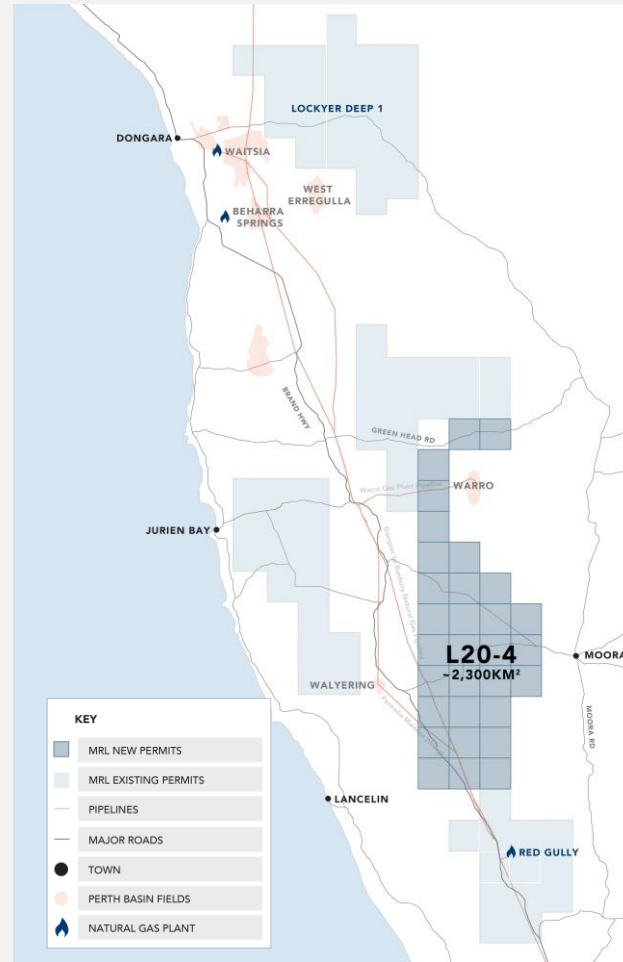 LOCKYER DEEP 1
DONGARA
WAITSIA
WEST
ERREGULLA
BEHARRA
SPRINGS
BRAND HWY
GREEN HEAD RD
Warro Gas Plant Pipeline
WARRO
JURIEN BAY
L20-4
~2,300KM²
MOORA
WALYERING
MOORA RD
LANCELIN
RED GULLY
KEY
MRL NEW PERMITS
MRL EXISTING PERMITS
PIPELINES
MAJOR ROADS
TOWN
PERTH BASIN FIELDS
NATURAL GAS PLANT